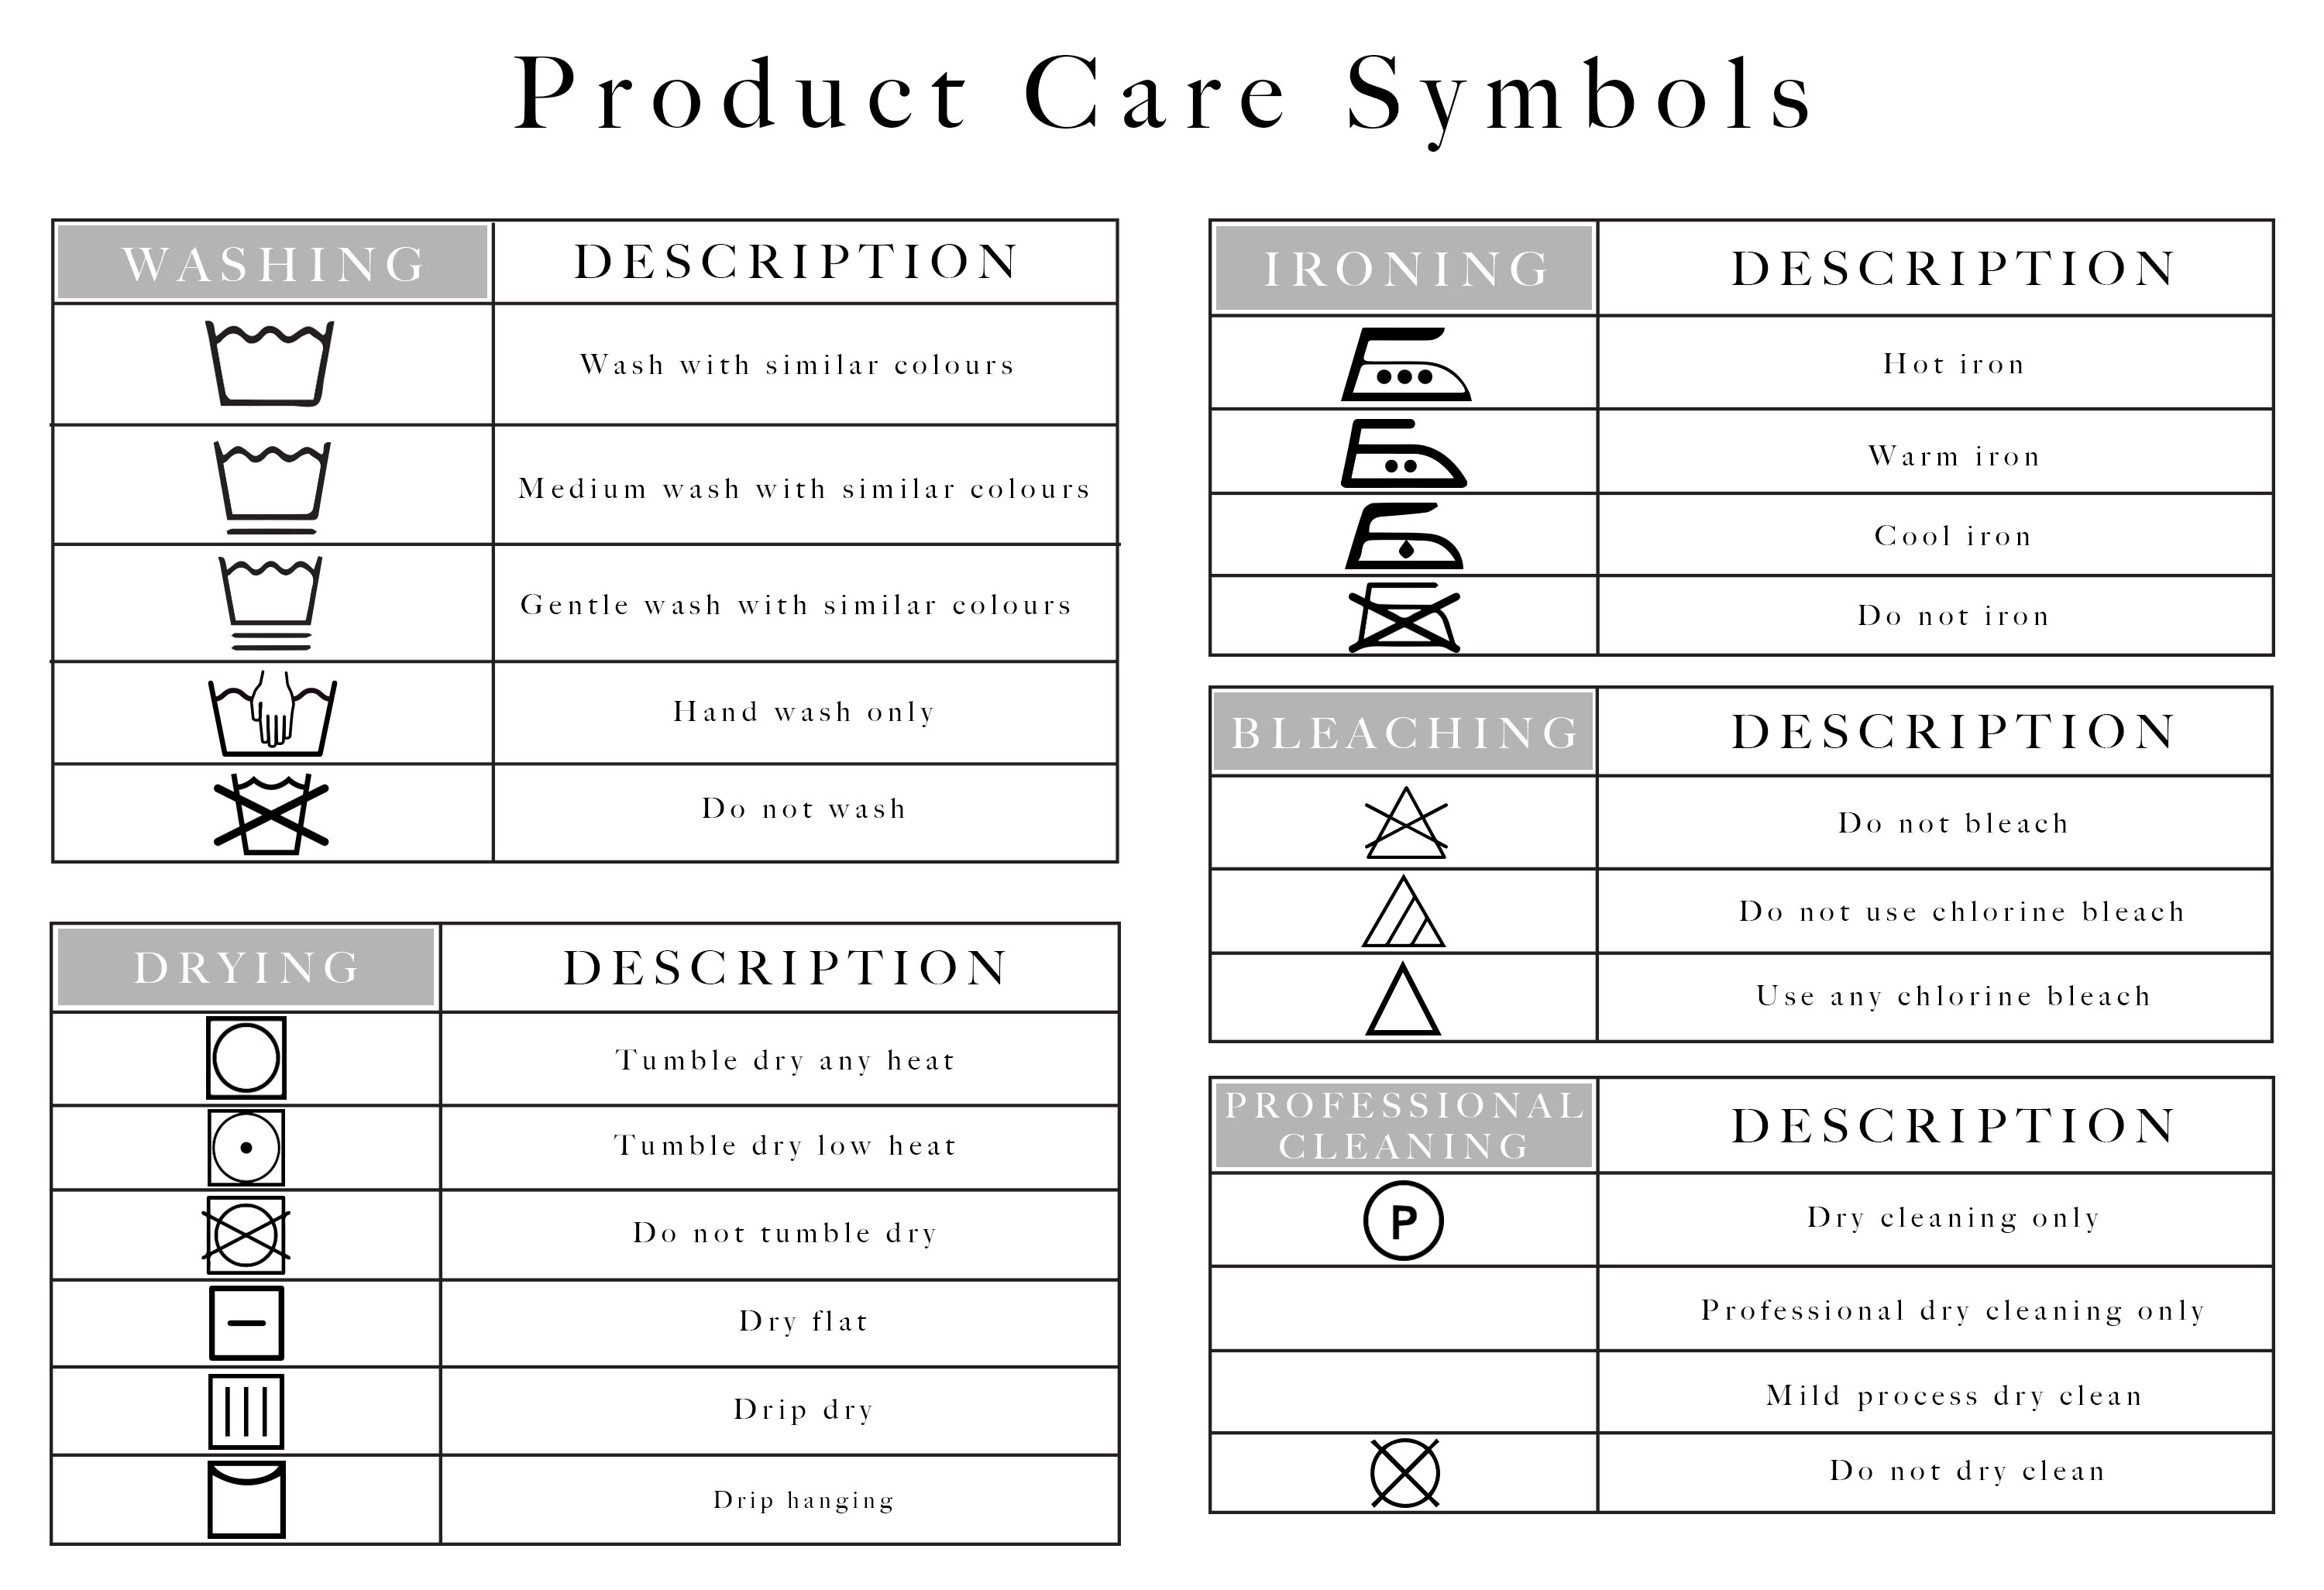 Product Care Symbols
WASHING DESCRIPTION
Wash with similar colours
Medium wash with similar colours
Gentle wash with similar colours
Hand wash only
Do not wash
DRYING DESCRIPTION
Tumble dry any heat
Tumble dry low heat
Do not tumble dry
Dry flat
Drip dry
Drip hanging
IRONING DESCRIPTION
Hot iron
Warm iron
Cool iron
Do not iron
BLEACHING DESCRIPTION
Do not bleach
Do not use chlorine bleach
Use any chlorine bleach
PROFESSIONAL
CLEANING
DESCRIPTION
P Dry cleaning only
Professional dry cleaning only
Mild process dry clean
Do not dry clean